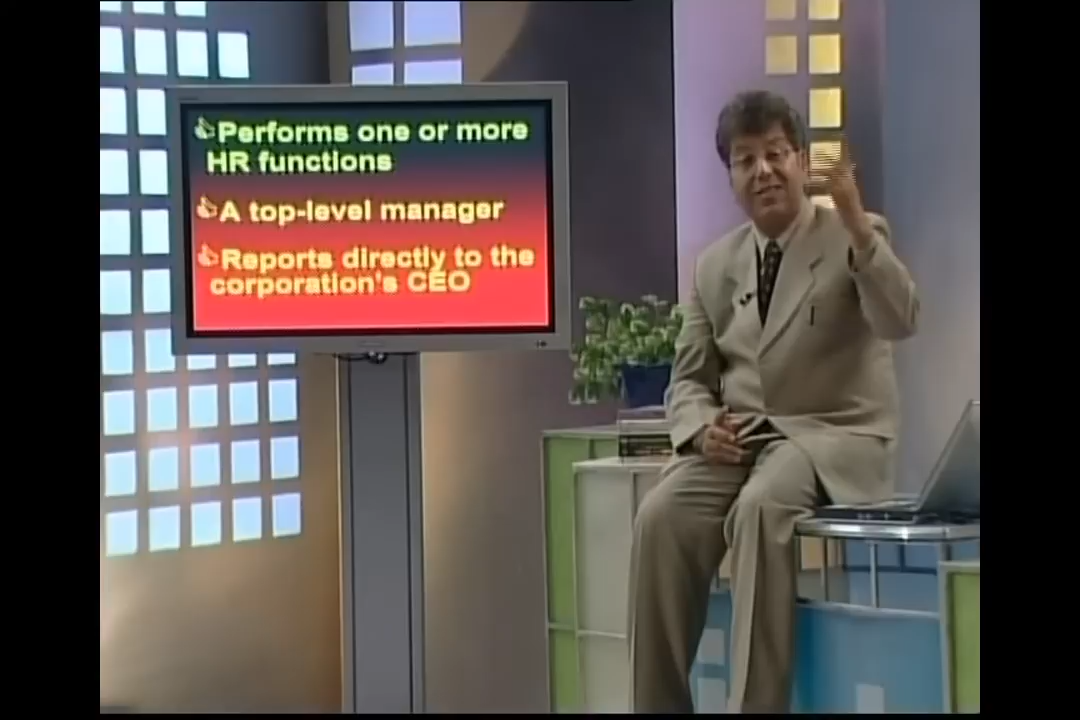 Performs one or more
HR functions
A top-level manager
Reports directly to the
corporation's CEO